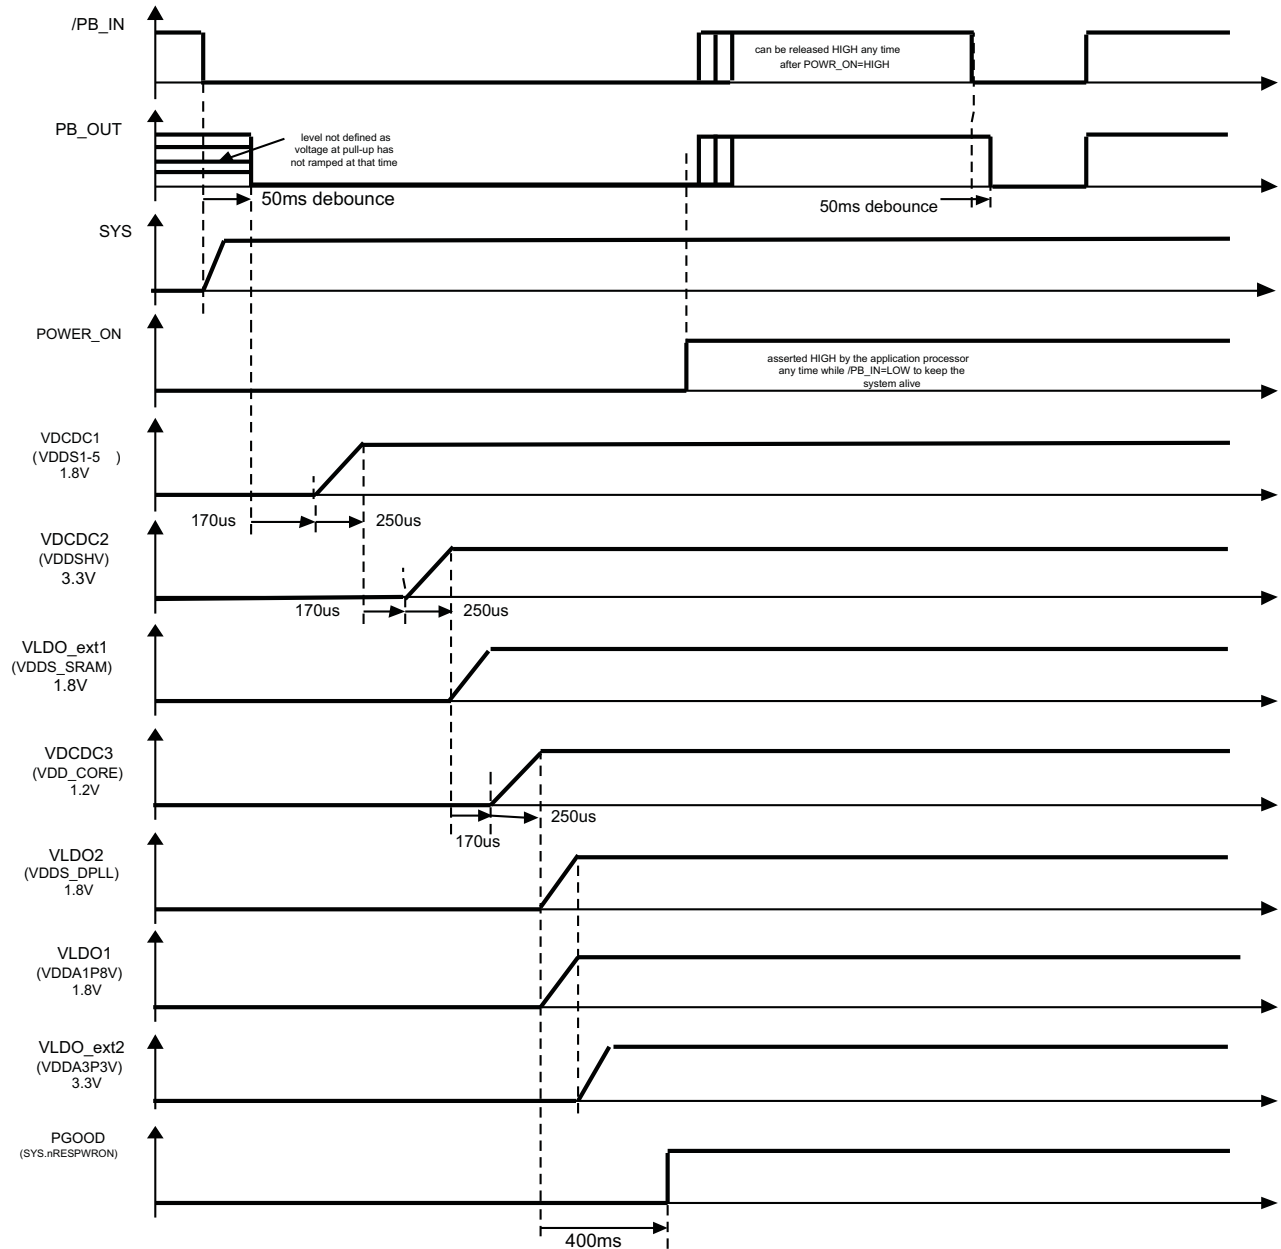 /PB_IN
can be released HIGH any time
after POWR_ON=HIGH
PB_OUT
level not defined as
voltage at pull-up has
not ramped at that time
50ms debounce
50ms debounce
SYS
POWER_ON
asserted HIGH by the application processor
any time while /PB_IN=LOW to keep the
system alive
VDCDC1
(VDDS1-5 )
1.8V
170us
250us
VDCDC2
(VDDSHV)
3.3V
170us
250us
VLDO_ext1
(VDDS_SRAM)
1.8V
VDCDC3
(VDD_CORE)
1.2V
250us
170us
VLDO2
(VDDS_DPLL)
1.8V
VLDO1
(VDDA1P8V)
1.8V
VLDO_ext2
(VDDA3P3V)
3.3V
PGOOD
(SYS.nRESPWRON)
400ms